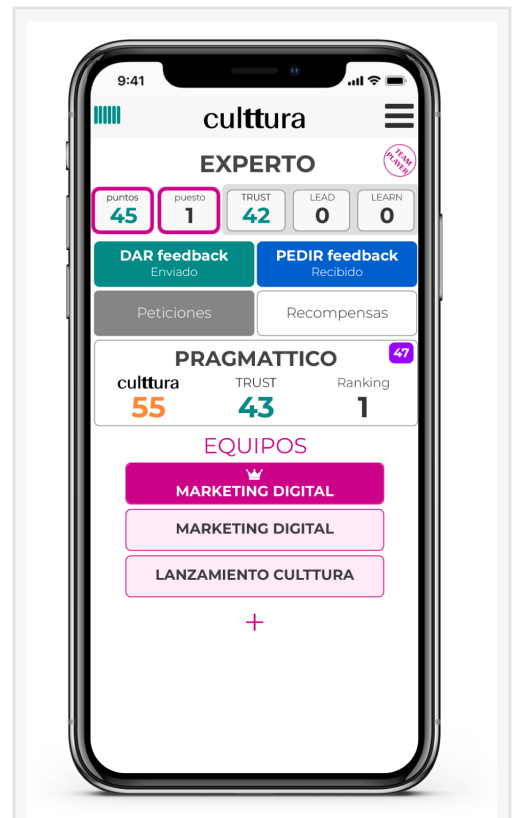 9:41
culttura
EXPERTO
TEAM PLAYER
puntos puesto TRUST LEAD LEARN
45 1 42 0 0
DAR feedback PEDIR feedback
Enviado Recibido
Peticiones Recompensas
PRAGMATTICO 47
culttura TRUST Ranking
55 43 1
EQUIPOS
MARKETING DIGITAL
MARKETING DIGITAL
LANZAMIENTO CULTTURA
+